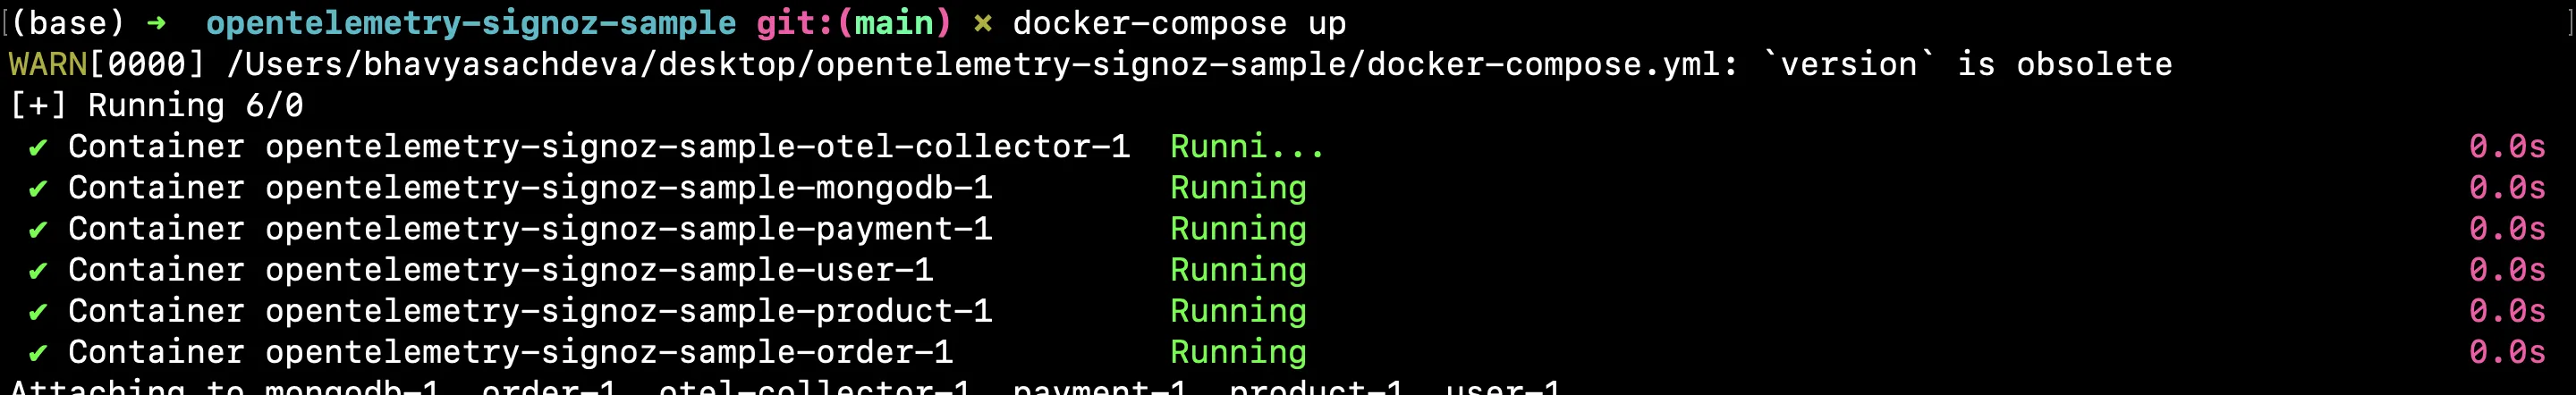 (base) ➜ opentelemetry-signoz-sample git:(main) ✗ docker-compose up
WARN[0000] /Users/bhavyasachdeva/desktop/opentelemetry-signoz-sample/docker-compose.yml: `version` is obsolete
[+] Running 6/0
✔ Container opentelemetry-signoz-sample-otel-collector-1 Runni... 0.0s
✔ Container opentelemetry-signoz-sample-mongodb-1 Running 0.0s
✔ Container opentelemetry-signoz-sample-payment-1 Running 0.0s
✔ Container opentelemetry-signoz-sample-user-1 Running 0.0s
✔ Container opentelemetry-signoz-sample-product-1 Running 0.0s
✔ Container opentelemetry-signoz-sample-order-1 Running 0.0s
Attaching to mongodb-1, order-1, otel-collector-1, payment-1, product-1, user-1